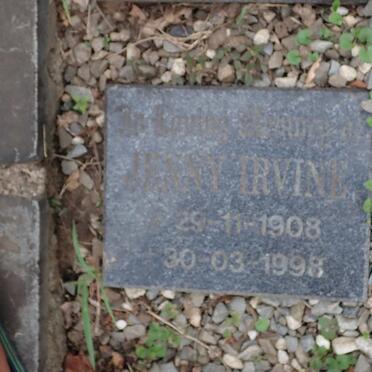 In Loving Memory of
JENNY IRVINE
* 29-11-1908
30-03-1998